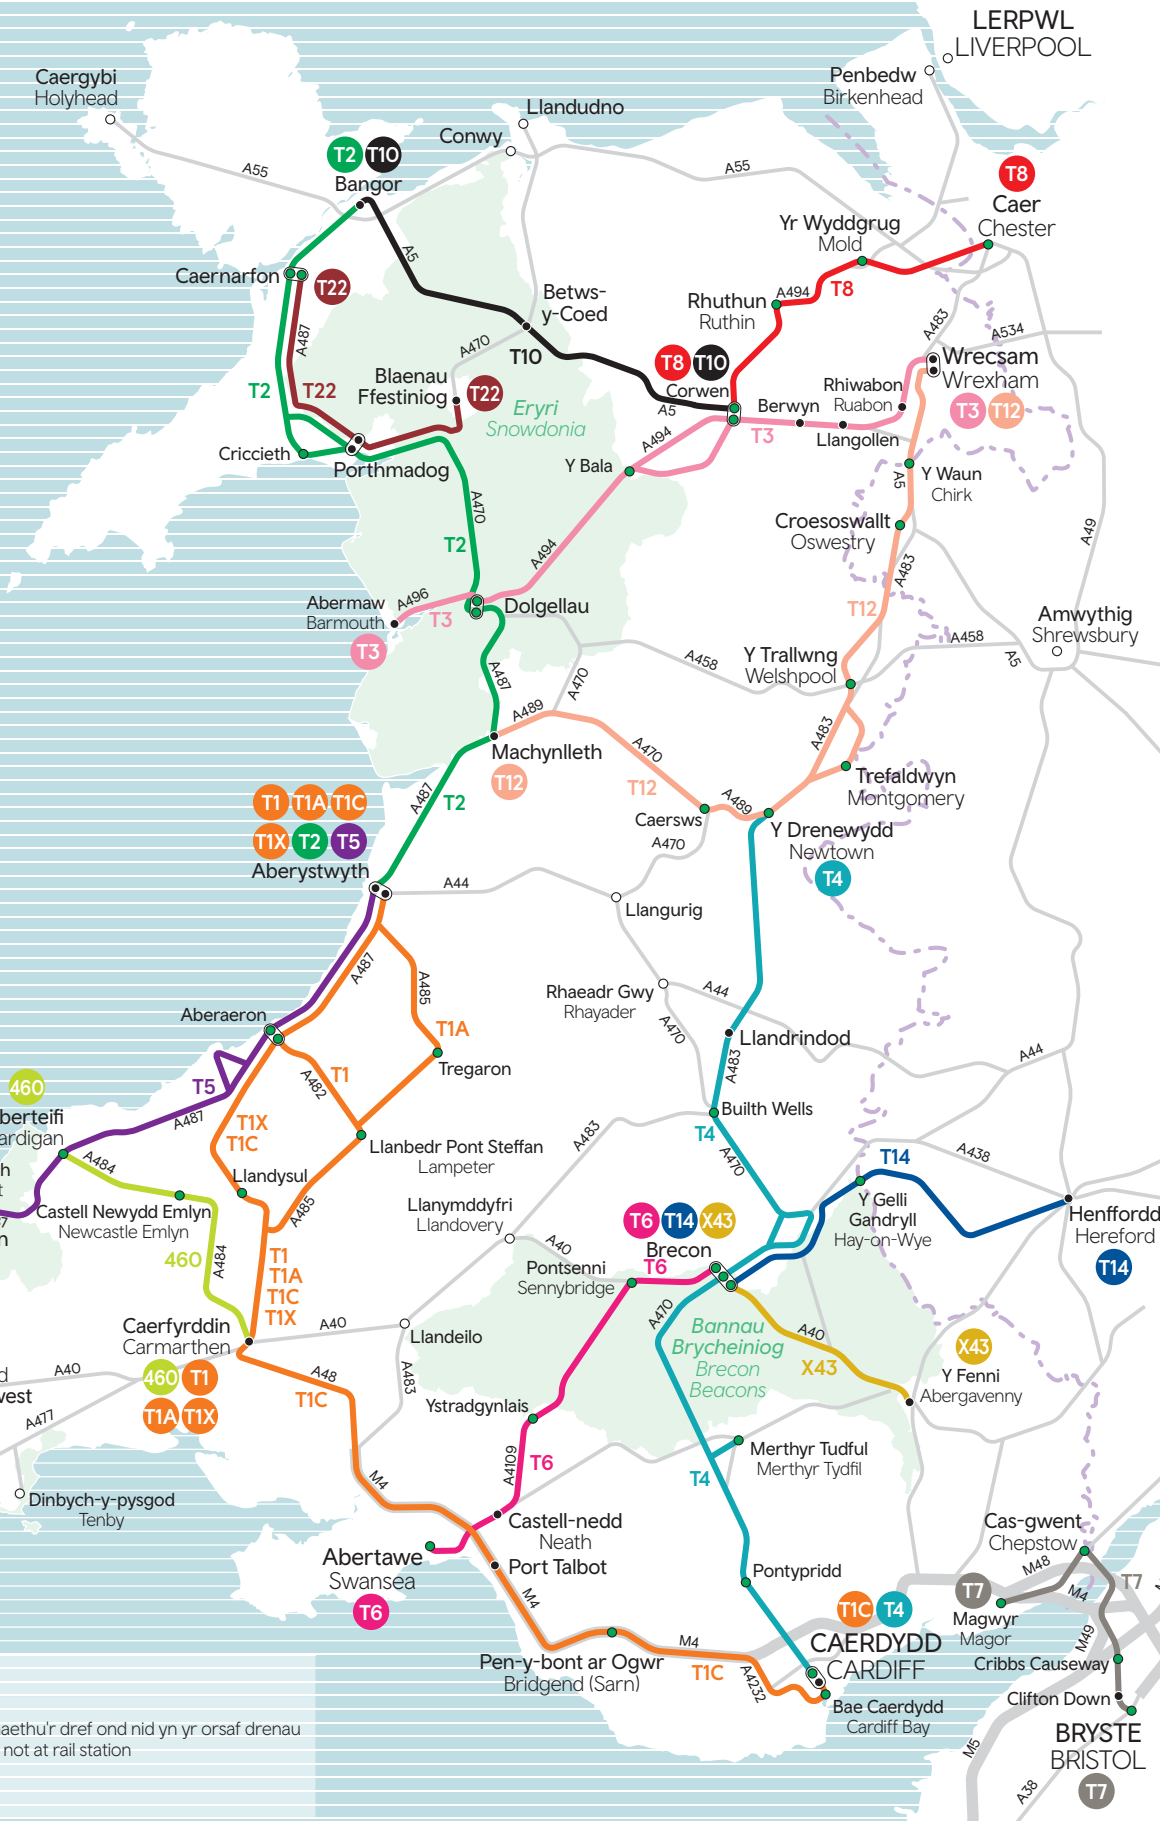 LERPWL
LIVERPOOL
Penbedw
Birkenhead
Caergybi
Holyhead
Llandudno
Conwy
A55
T2 T10
Bangor
A55
T8
Caer
Chester
Yr Wyddgrug
Mold
Caernarfon
T22
A5
Betws-
y-Coed
Rhuthun
Ruthin
A494
T8
A487
A470
T10
T8 T10
Corwen
A483
A534
Wrecsam
Wrexham
T3 T12
T2
T22
Blaenau
Ffestiniog
T22
Eryri
Snowdonia
A5
Berwyn
Rhiwabon
Ruabon
T3
Llangollen
A494
Criccieth
Porthmadog
Y Bala
Y Waun
Chirk
A5
A470
T2
Croesoswallt
Oswestry
A49
A494
A483
Abermaw
Barmouth
A496
T3
T3
Dolgellau
T12
Amwythig
Shrewsbury
A458
A5
Y Trallwng
Welshpool
A458
A487
A470
A489
Machynlleth
T12
A470
T12
A483
Trefaldwyn
Montgomery
A487
T2
A489
Caersws
A470
Y Drenewydd
Newtown
T4
T1 T1A T1C
T1X T2 T5
Aberystwyth
A44
Llangurig
A487
A485
Rhaeadr Gwy
Rhayader
A44
A470
Aberaeron
T1A
Tregaron
Llandrindod
A483
A44
T5
A482
T1
460
berteifi
ardigan
A487
T1X
T1C
Builth Wells
T4
A470
A483
Llanbedr Pont Steffan
Lampeter
T14
A438
A484
Llandysul
h
t
Castell Newydd Emlyn
Newcastle Emlyn
A485
Llanymddyfri
Llandovery
T6 T14 X43
Brecon
Y Gelli
Gandryll
Hay-on-Wye
Henffordd
Hereford
T14
n
460
A484
T1
T1A
T1C
T1X
A40
Pontsenni
Sennybridge
T6
A470
Caerfyrddin
Carmarthen
A40
Llandeilo
Bannau
Brycheiniog
Brecon
Beacons
A40
X43
X43
Y Fenni
Abergavenny
d
west
A40
460 T1
T1A T1X
A48
T1C
A483
A477
Ystradgynlais
A4109
T6
Merthyr Tudful
Merthyr Tydfil
T4
M4
Dinbych-y-pysgod
Tenby
Castell-nedd
Neath
Cas-gwent
Chepstow
Abertawe
Swansea
T6
Port Talbot
Pontypridd
M48
M4
T7
T7
Magwyr
Magor
M49
M4
T1C T4
CAERDYDD
CARDIFF
Pen-y-bont ar Ogwr
Bridgend (Sarn)
M4
T1C
A4232
Cribbs Causeway
Clifton Down
Bae Caerdydd
Cardiff Bay
BRYSTE
BRISTOL
T7
M5
A38
aethu'r dref ond nid yn yr orsaf drenau
not at rail station